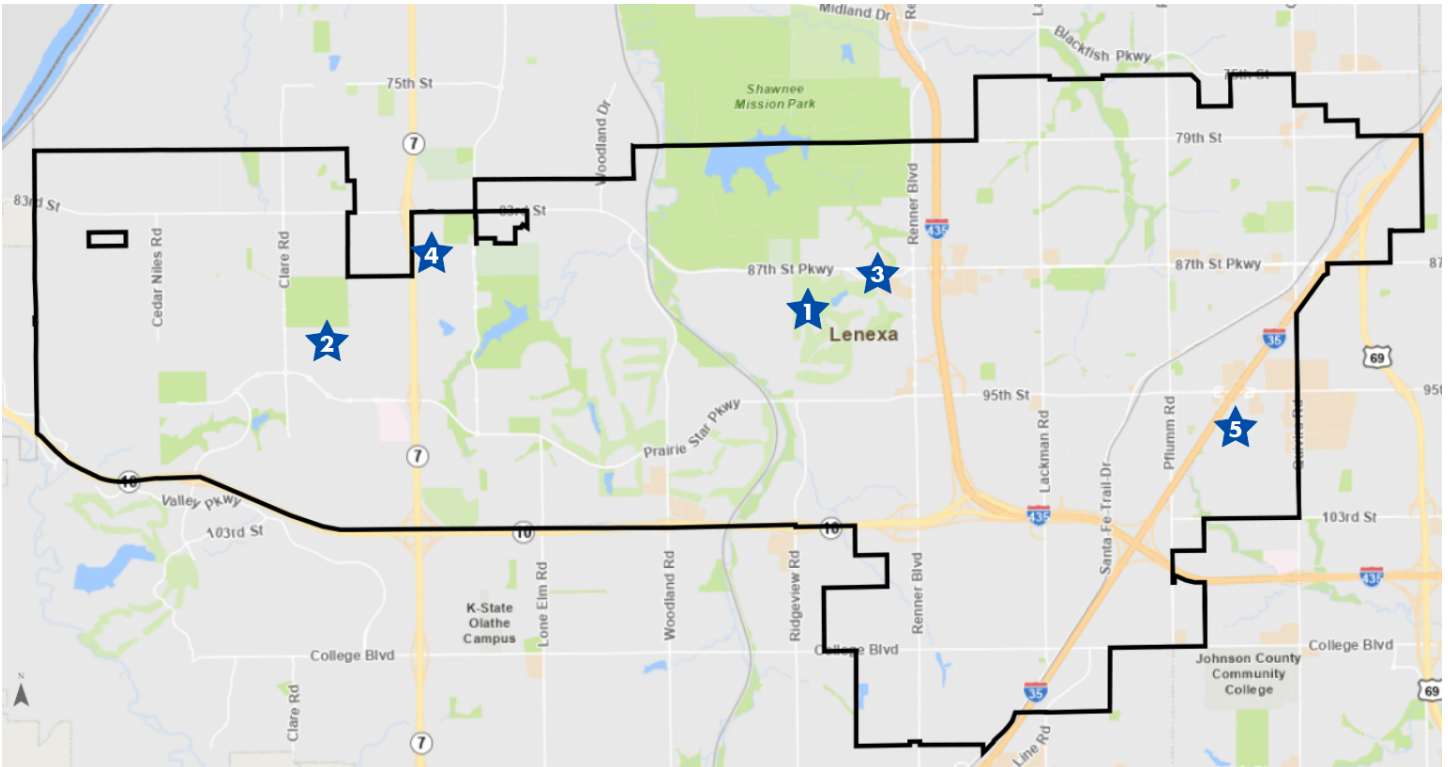 Midland Dr
Re
Blackfish Pkwy
75th St
75th St
Shawnee
Mission Park
7
79th St
Woodland Dr
Renner Blvd
83rd St
83rd St
435
4
Cedar Niles Rd
Clare Rd
87th St Pkwy
3
87th St Pkwy
87
1
Lenexa
2
35
69
95th St
95t
Prairie Star Pkwy
5
Lackman Rd
Pflumm Rd
Quivira Rd
7
10
Valley Pkwy
Santa-Fe-Trail-Dr
435
103rd St
103rd St
10
10
435
Lone Elm Rd
Woodland Rd
Ridgeview Rd
Renner Blvd
K-State
Olathe
Campus
College Blvd
College Blvd
College Blvd
Johnson County
Community
College
N
Clare Rd
35
69
7
Line Rd